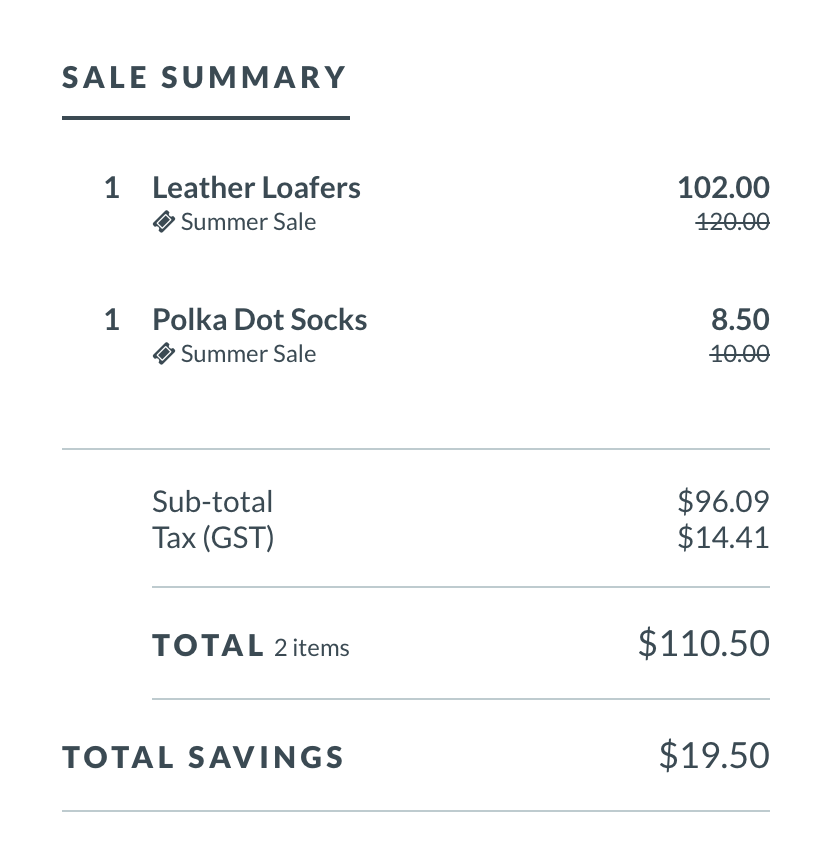 SALE SUMMARY
1 Leather Loafers 102.00
Summer Sale 120.00
1 Polka Dot Socks 8.50
Summer Sale 10.00
Sub-total $96.09
Tax (GST) $14.41
TOTAL 2 items $110.50
TOTAL SAVINGS $19.50